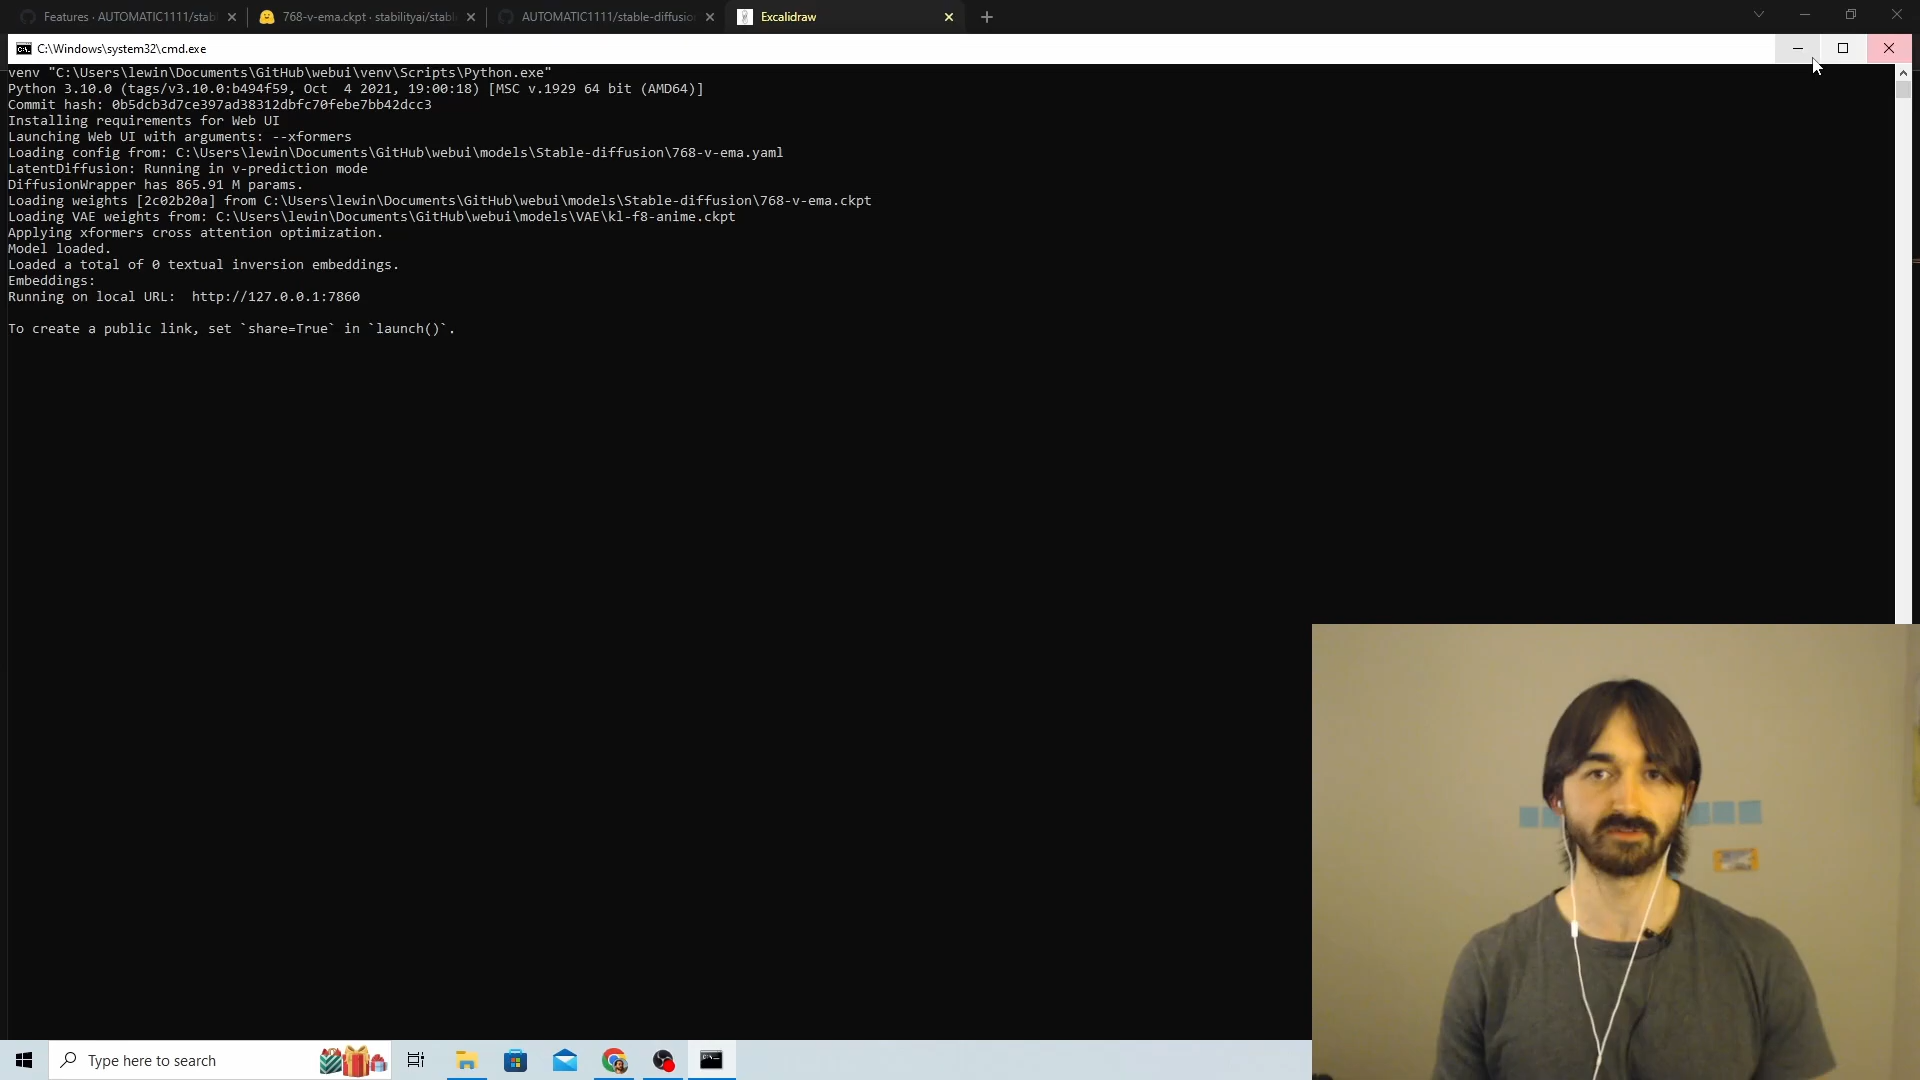 Features · AUTOMATIC1111/stab
768-v-ema.ckpt · stabilityai/stabl
AUTOMATIC1111/stable-diffusion
Excalidraw
C:\Windows\system32\cmd.exe
venv "C:\Users\lewin\Documents\GitHub\webui\venv\Scripts\Python.exe"
Python 3.10.0 (tags/v3.10.0:b494f59, Oct  4 2021, 19:00:18) [MSC v.1929 64 bit (AMD64)]
Commit hash: 0b5dcb3d7ce397ad38312dbfc70febe7bb42dcc3
Installing requirements for Web UI
Launching Web UI with arguments: --xformers
Loading config from: C:\Users\lewin\Documents\GitHub\webui\models\Stable-diffusion\768-v-ema.yaml
LatentDiffusion: Running in v-prediction mode
DiffusionWrapper has 865.91 M params.
Loading weights [2c02b20a] from C:\Users\lewin\Documents\GitHub\webui\models\Stable-diffusion\768-v-ema.ckpt
Loading VAE weights from: C:\Users\lewin\Documents\GitHub\webui\models\VAE\kl-f8-anime.ckpt
Applying xformers cross attention optimization.
Model loaded.
Loaded a total of 0 textual inversion embeddings.
Embeddings:
Running on local URL:  http://127.0.0.1:7860
To create a public link, set `share=True` in `launch()`.
Type here to search